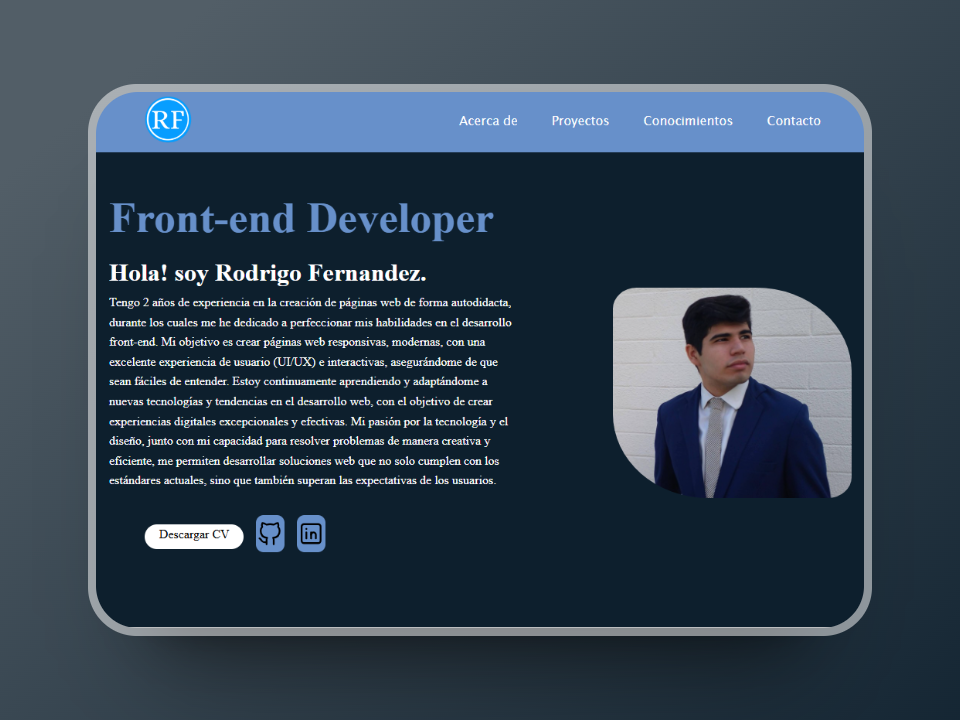 RF
Acerca de Proyectos Conocimientos Contacto
Front-end Developer
Hola! soy Rodrigo Fernandez.
Tengo 2 años de experiencia en la creación de páginas web de forma autodidacta,
durante los cuales me he dedicado a perfeccionar mis habilidades en el desarrollo
front-end. Mi objetivo es crear páginas web responsivas, modernas, con una
excelente experiencia de usuario (UI/UX) e interactivas, asegurándome de que
sean fáciles de entender. Estoy continuamente aprendiendo y adaptándome a
nuevas tecnologías y tendencias en el desarrollo web, con el objetivo de crear
experiencias digitales excepcionales y efectivas. Mi pasión por la tecnología y el
diseño, junto con mi capacidad para resolver problemas de manera creativa y
eficiente, me permiten desarrollar soluciones web que no solo cumplen con los
estándares actuales, sino que también superan las expectativas de los usuarios.
Descargar CV in